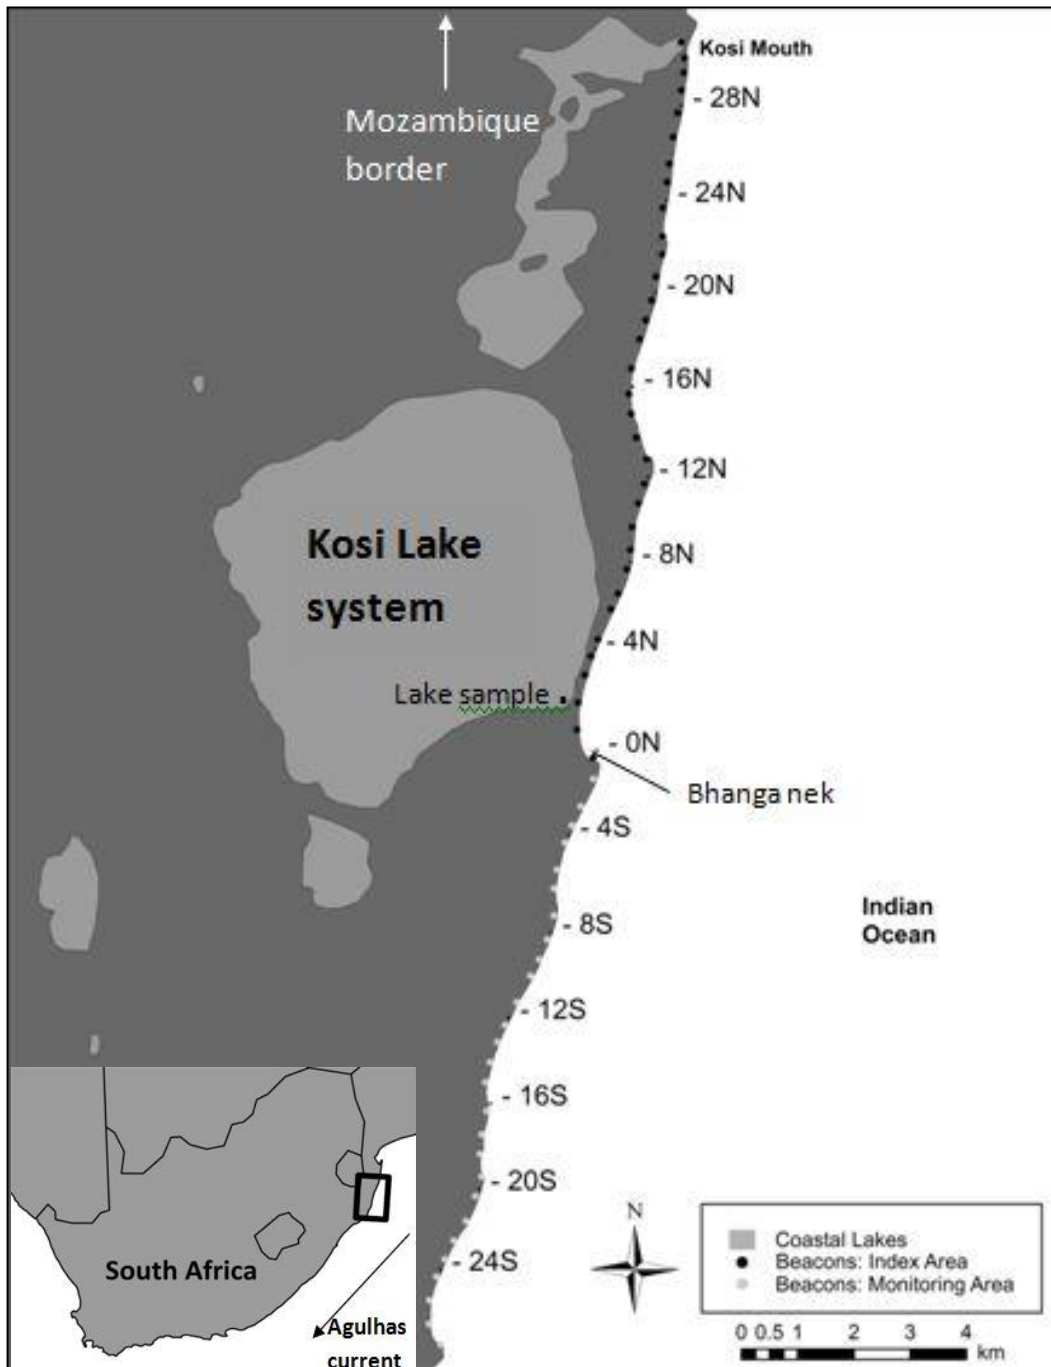 Kosi Mouth
- 28N
Mozambique
border
- 24N
- 20N
- 16N
- 12N
Kosi Lake
system
- 8N
- 4N
Lake sample
- 0N
Bhanga nek
- 4S
- 8S
Indian
Ocean
- 12S
- 16S
- 20S
- 24S
South Africa
Agulhas
current
N
Coastal Lakes
Beacons: Index Area
Beacons: Monitoring Area
0 0.5 1 2 3 4
km